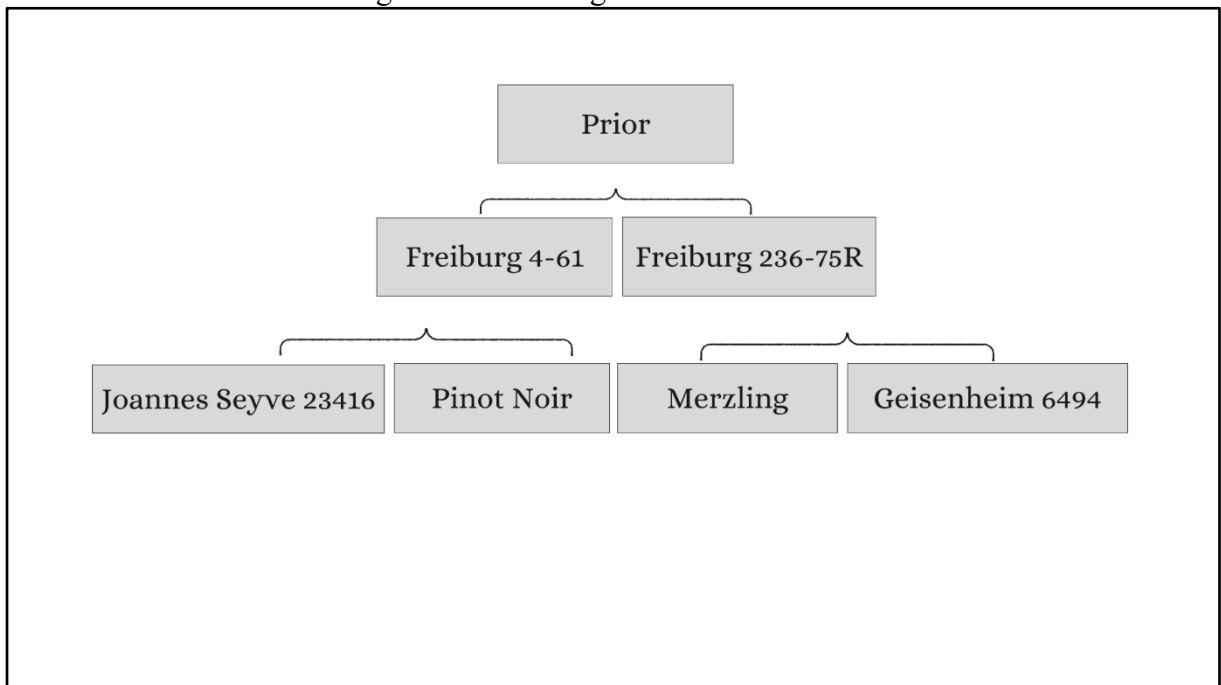 Prior
Freiburg 4-61 Freiburg 236-75R
Joannes Seyve 23416 Pinot Noir Merzling Geisenheim 6494